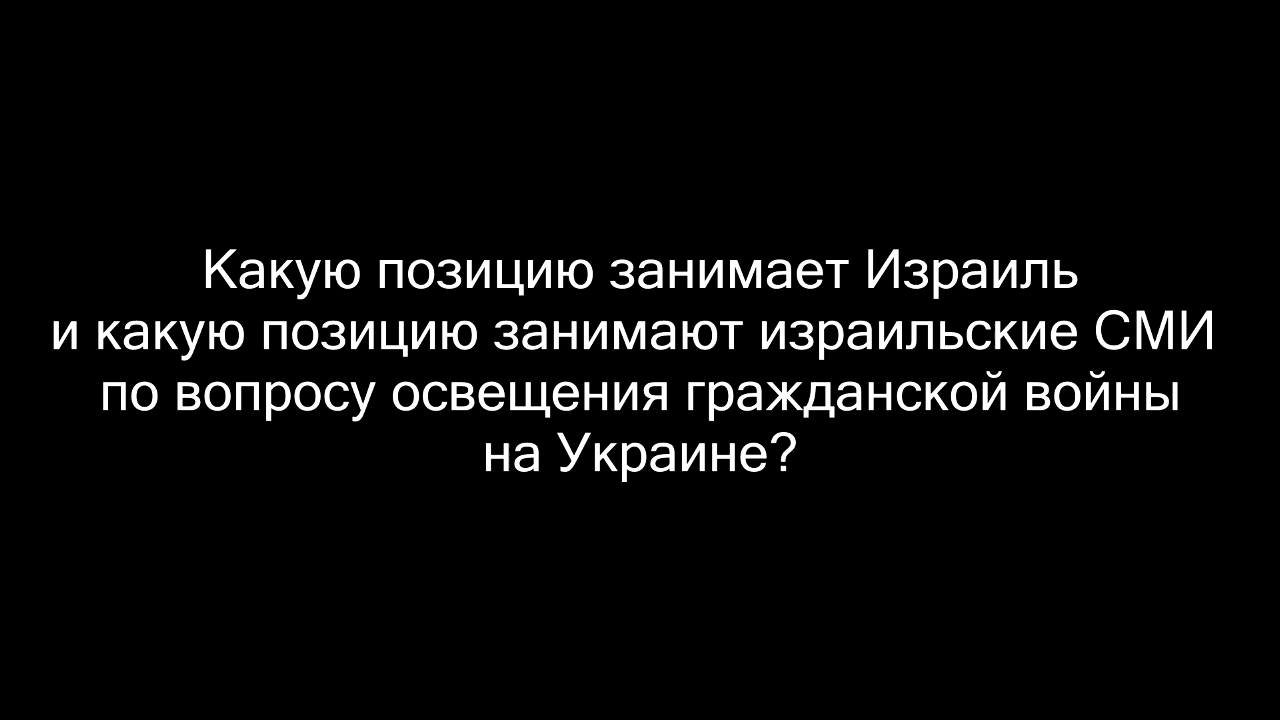 Какую позицию занимает Израиль
и какую позицию занимают израильские СМИ
по вопросу освещения гражданской войны
на Украине?